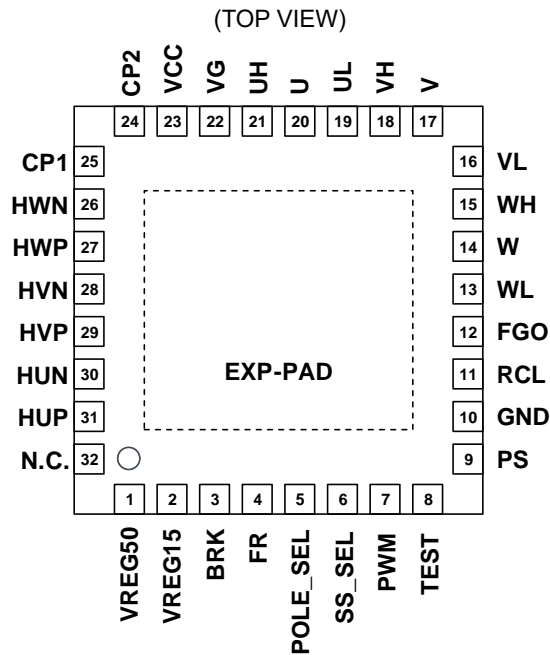 (TOP VIEW)
CP2 VCC VG UH U UL VH V
24 23 22 21 20 19 18 17
CP1 25 16 VL
HWN 26 15 WH
HWP 27 14 W
HVN 28 13 WL
HVP 29 12 FGO
HUN 30 EXP-PAD 11 RCL
HUP 31 10 GND
N.C. 32 9 PS
1 2 3 4 5 6 7 8
VREG50 VREG15 BRK FR POLE_SEL SS_SEL PWM TEST